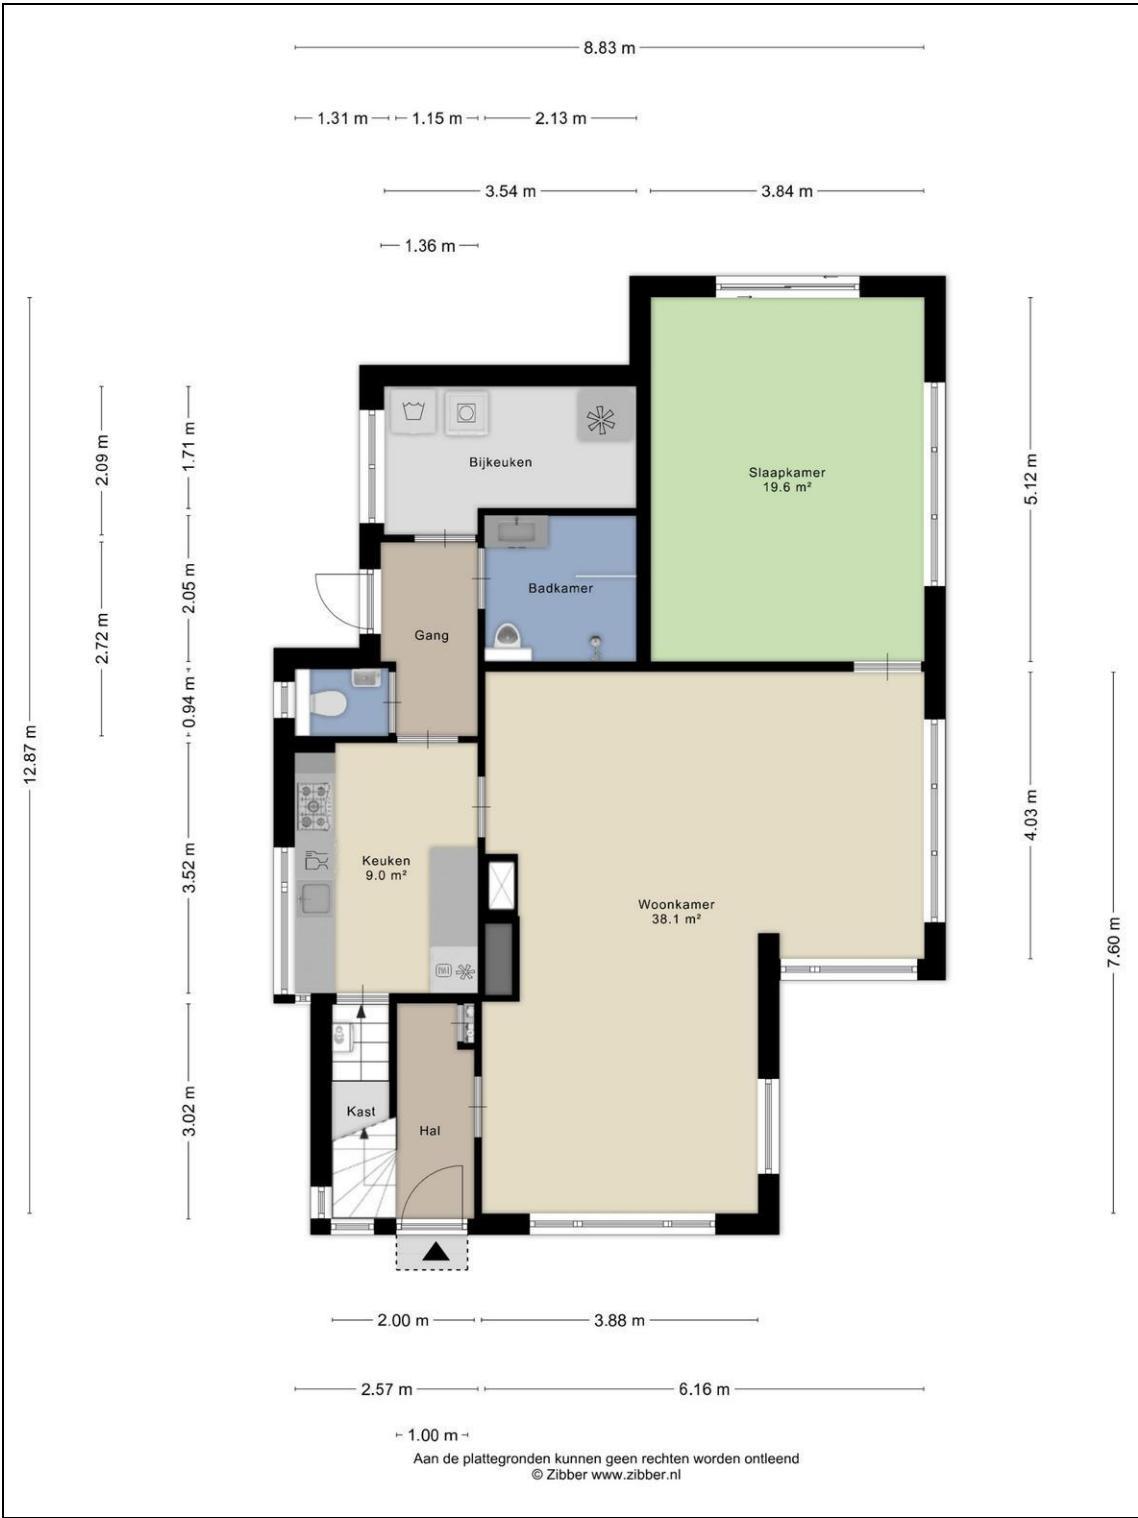 8.83 m
1.31 m
1.15 m
2.13 m
3.54 m
3.84 m
1.36 m
12.87 m
2.09 m
2.72 m
1.71 m
2.05 m
0.94 m
3.52 m
3.02 m
Bijkeuken
Slaapkamer
19.6 m²
Badkamer
Gang
Keuken
9.0 m²
Woonkamer
38.1 m²
Kast
Hal
5.12 m
4.03 m
7.60 m
2.00 m
3.88 m
2.57 m
6.16 m
1.00 m
Aan de plattegronden kunnen geen rechten worden ontleend
© Zibber www.zibber.nl